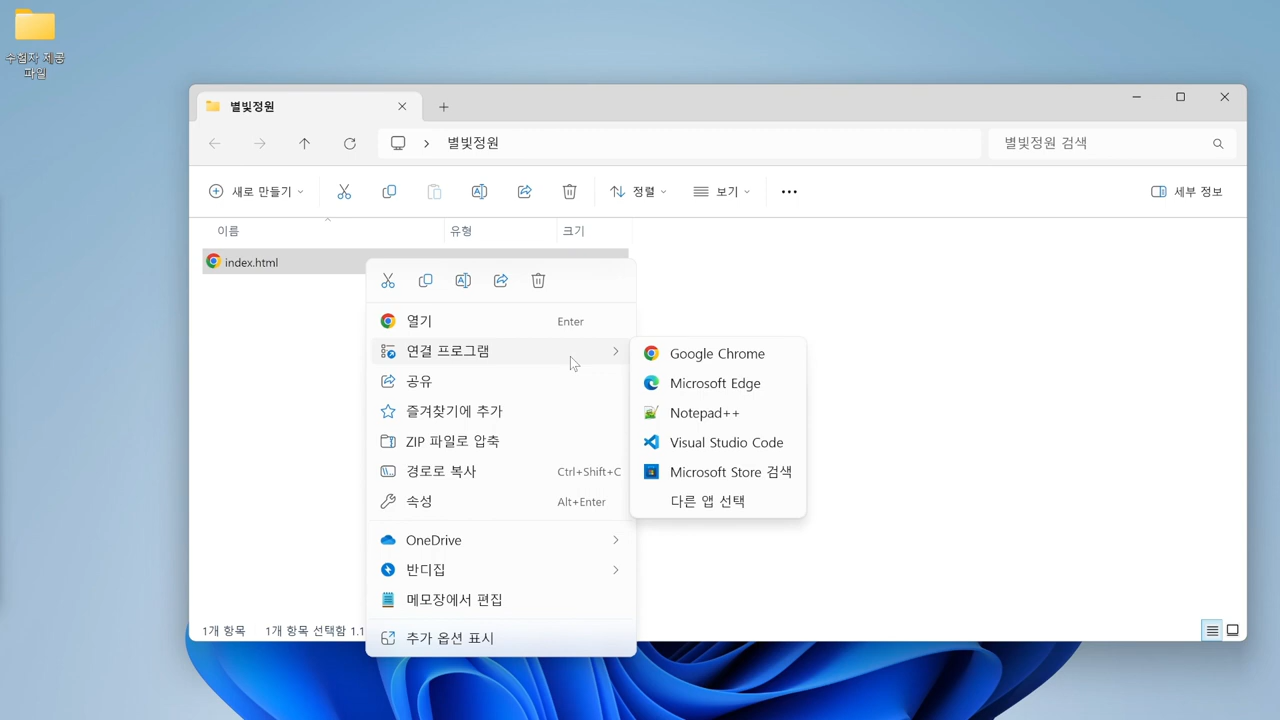 수험자 제공
파일
별빛정원
별빛정원
별빛정원 검색
새로 만들기
정렬
보기
세부 정보
이름
유형
크기
index.html
열기 Enter
연결 프로그램
공유
즐겨찾기에 추가
ZIP 파일로 압축
경로로 복사 Ctrl+Shift+C
속성 Alt+Enter
OneDrive
반디집
메모장에서 편집
추가 옵션 표시
Google Chrome
Microsoft Edge
Notepad++
Visual Studio Code
Microsoft Store 검색
다른 앱 선택
1개 항목
1개 항목 선택함 1.1